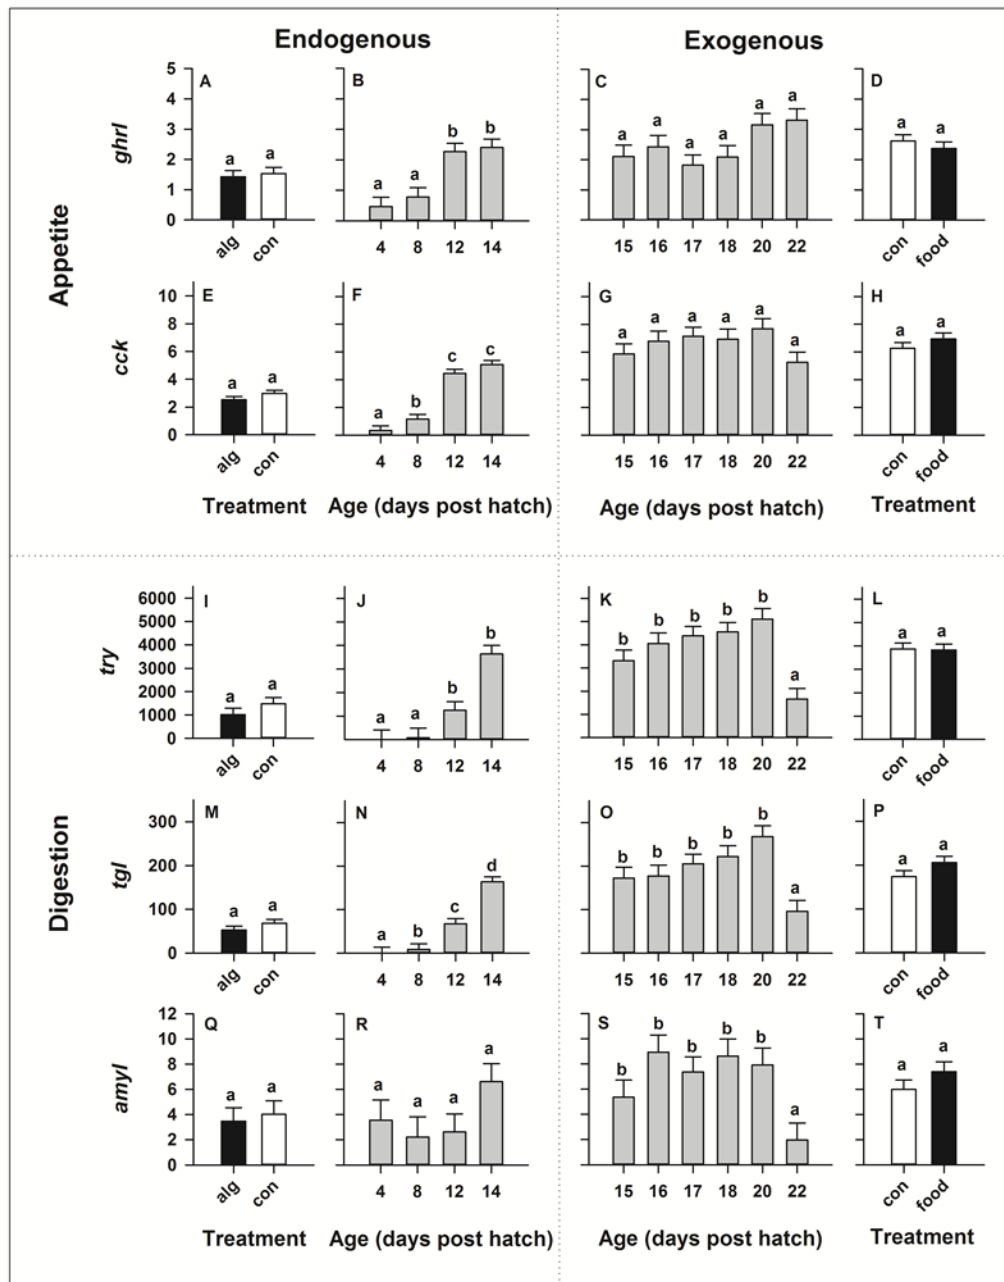 Endogenous Exogenous
Appetite
ghrl
5
4
3
2
1
0
A
a a
alg con
B
a a b b
4 8 12 14
C
a a a a a a
15 16 17 18 20 22
D
a a
con food
cck
10
8
6
4
2
0
E
a a
alg con
F
a b c c
4 8 12 14
G
a a a a a a
15 16 17 18 20 22
H
a a
con food
Treatment Age (days post hatch) Age (days post hatch) Treatment
Digestion
try
6000
5000
4000
3000
2000
1000
0
I
a a
alg con
J
a a b b
4 8 12 14
K
b b b b b a
15 16 17 18 20 22
L
a a
con food
tgl
300
200
100
0
M
a a
alg con
N
a b c d
4 8 12 14
O
b b b b b a
15 16 17 18 20 22
P
a a
con food
amyl
12
10
8
6
4
2
0
Q
a a
alg con
R
a a a a
4 8 12 14
S
b b b b b a
15 16 17 18 20 22
T
a a
con food
Treatment Age (days post hatch) Age (days post hatch) Treatment